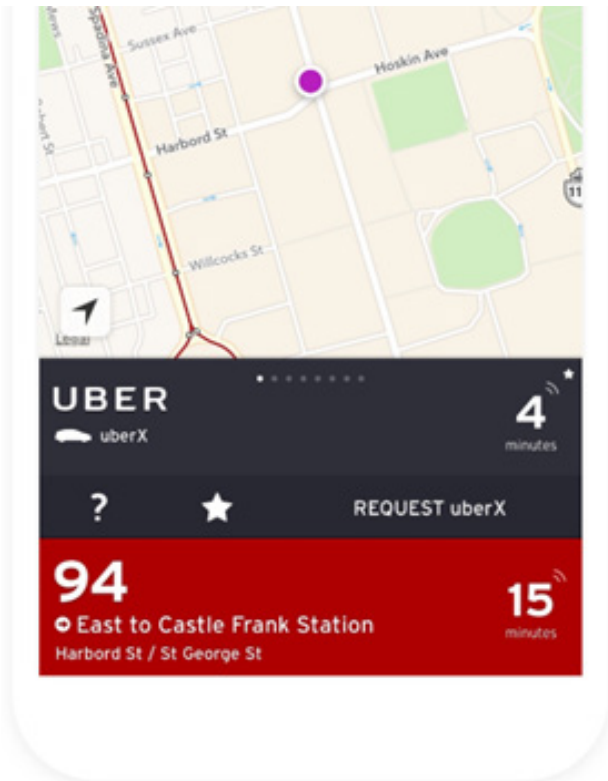 Spadina Ave
Sussex Ave
Hoskin Ave
Harbord St
Willcocks St
11
Legal
UBER
uberX
4
minutes
?
REQUEST uberX
94
East to Castle Frank Station
15
minutes
Harbord St / St George St